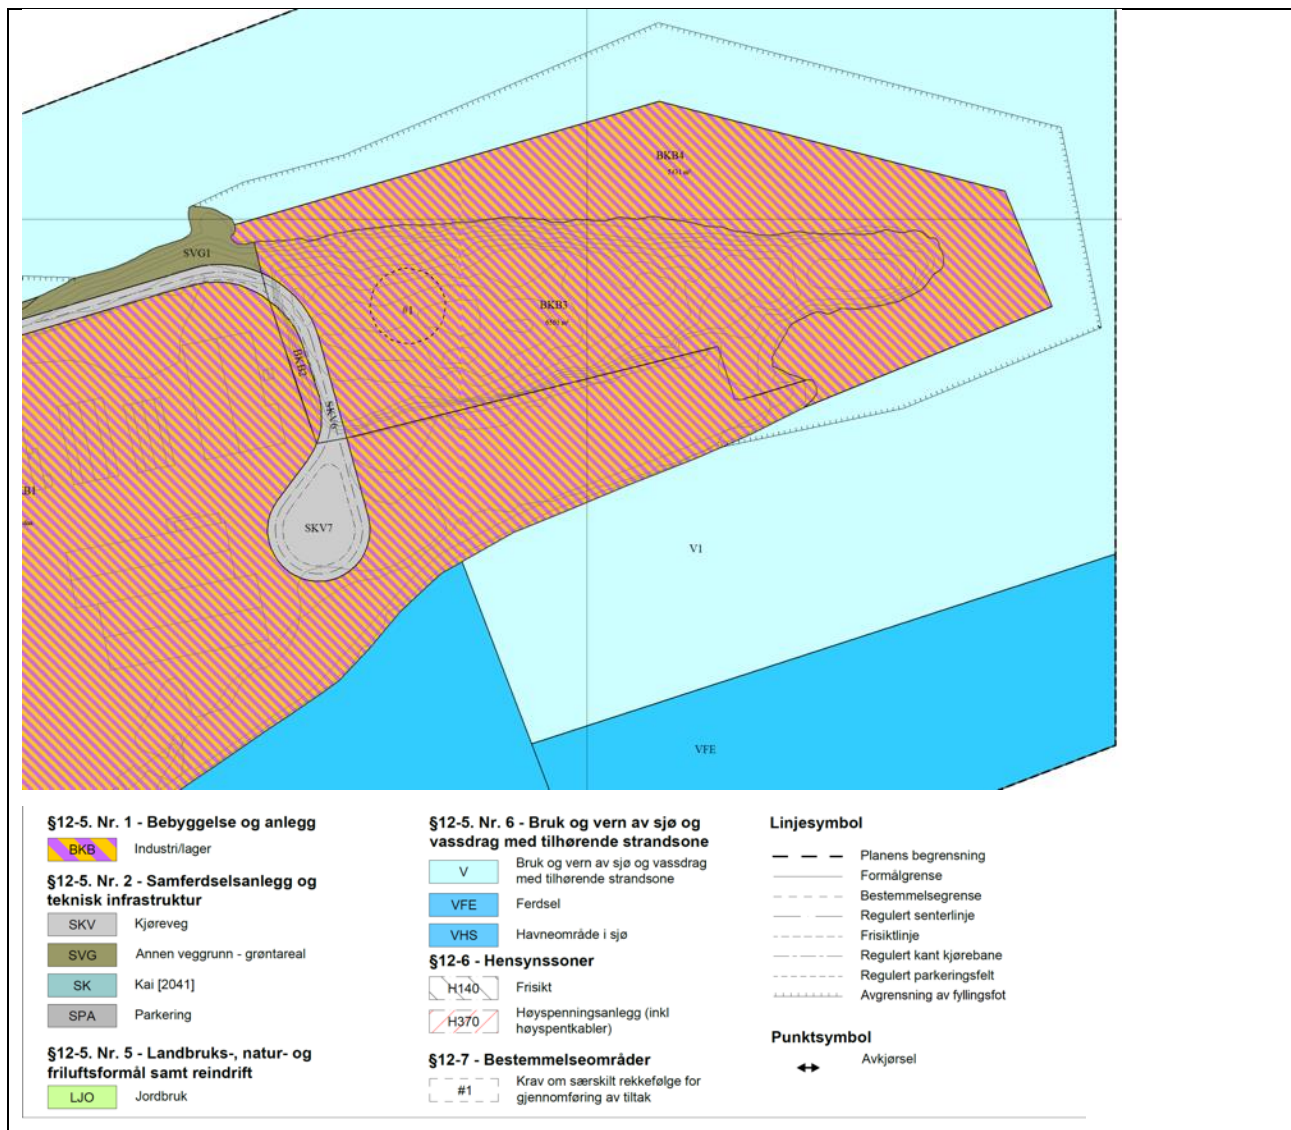 BKB4
SVG1
#1
BKB3
6561 m²
BKB2
SKV6
B1
SKV7
V1
VFE
§12-5. Nr. 1 - Bebyggelse og anlegg
BKB Industri/lager
§12-5. Nr. 2 - Samferdselsanlegg og
teknisk infrastruktur
SKV Kjøreveg
SVG Annen veggrunn - grøntareal
SK Kai [2041]
SPA Parkering
§12-5. Nr. 5 - Landbruks-, natur- og
friluftsformål samt reindrift
LJO Jordbruk
§12-5. Nr. 6 - Bruk og vern av sjø og
vassdrag med tilhørende strandsone
V Bruk og vern av sjø og vassdrag
med tilhørende strandsone
VFE Ferdsel
VHS Havneområde i sjø
§12-6 - Hensynssoner
H140 Frisikt
H370 Høyspenningsanlegg (inkl
høyspentkabler)
§12-7 - Bestemmelseområder
#1 Krav om særskilt rekkefølge for
gjennomføring av tiltak
Linjesymbol
Planens begrensning
Formålgrense
Bestemmelsegrense
Regulert senterlinje
Frisiktlinje
Regulert kant kjørebane
Regulert parkeringsfelt
Avgrensning av fyllingsfot
Punktsymbol
Avkjørsel